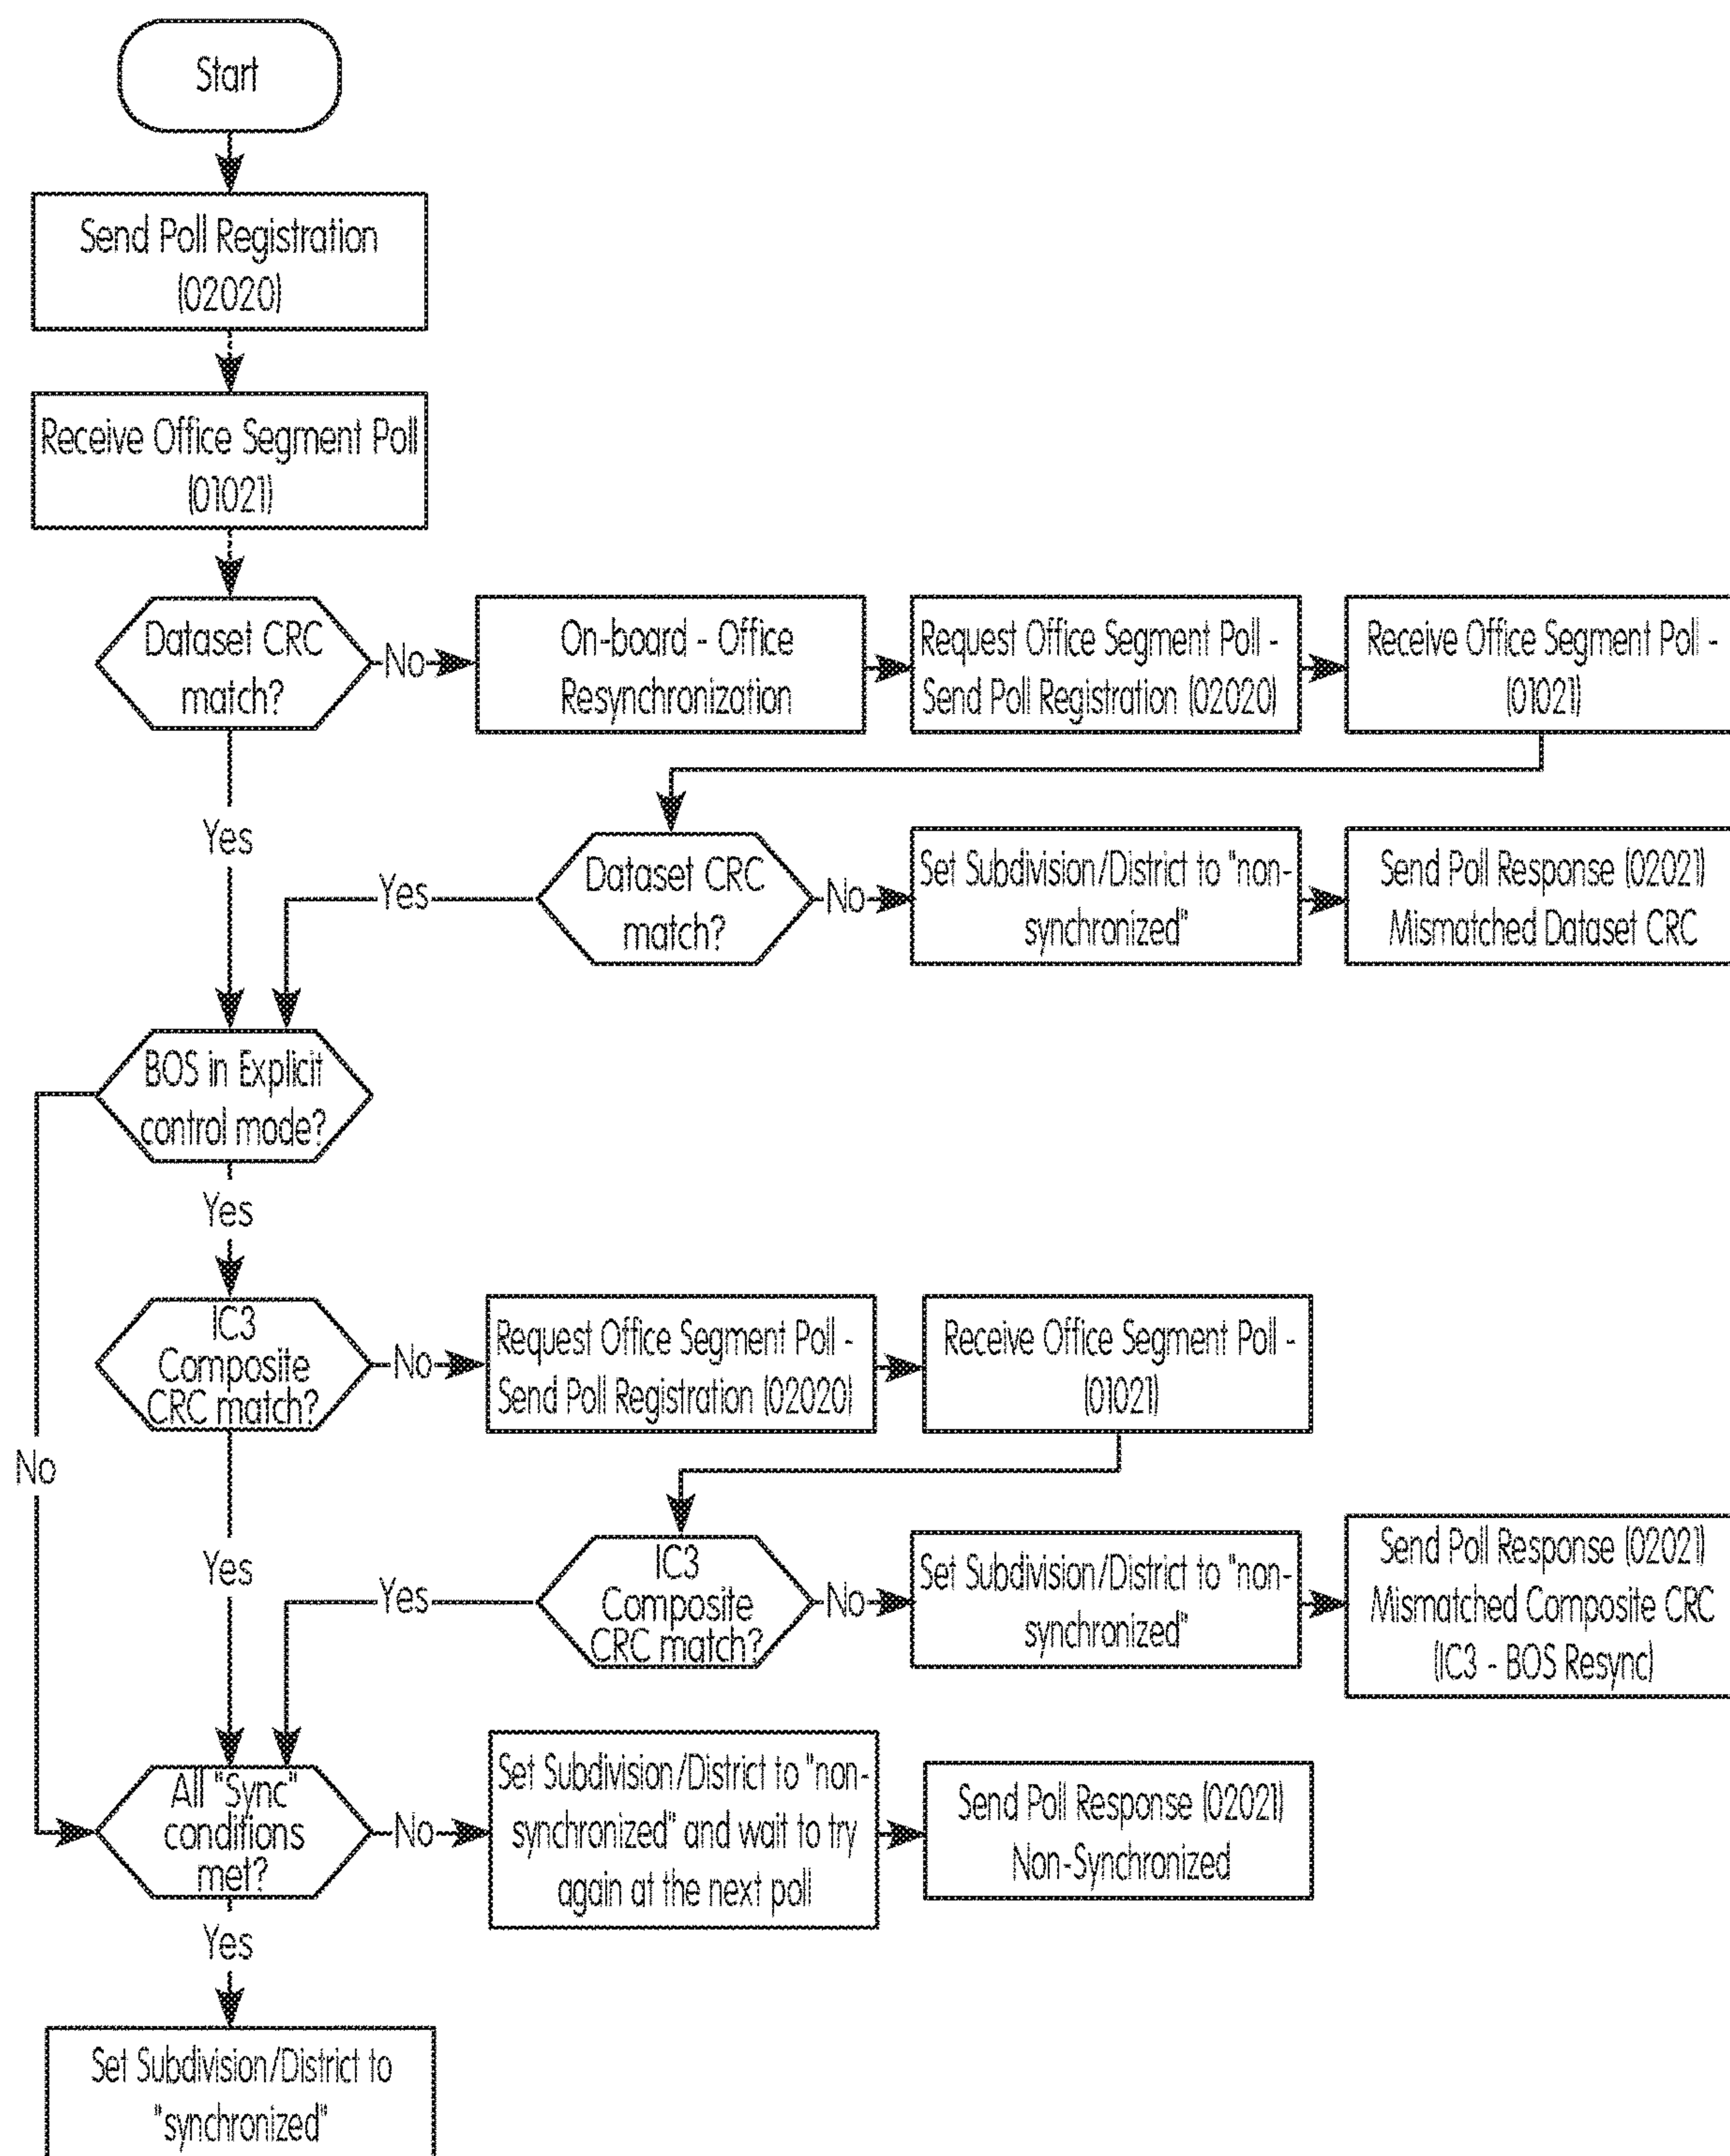 Start
Send Poll Registration
(02020)
Receive Office Segment Poll
(01021)
Dataset CRC
match?
No
On-board - Office
Resynchronization
Request Office Segment Poll -
Send Poll Registration (02020)
Receive Office Segment Poll -
(01021)
Yes
Dataset CRC
match?
Yes
No
Set Subdivision/District to "non-
synchronized"
Send Poll Response (02021)
Mismatched Dataset CRC
BOS in Explicit
control mode?
No
Yes
IC3
Composite
CRC match?
No
Request Office Segment Poll -
Send Poll Registration (02020)
Receive Office Segment Poll -
(01021)
Yes
IC3
Composite
CRC match?
Yes
No
Set Subdivision/District to "non-
synchronized"
Send Poll Response (02021)
Mismatched Composite CRC
(IC3 - BOS Resync)
All "Sync"
conditions
met?
No
Set Subdivision/District to "non-
synchronized" and wait to try
again at the next poll
Send Poll Response (02021)
Non-Synchronized
Yes
Set Subdivision/District to
"synchronized"